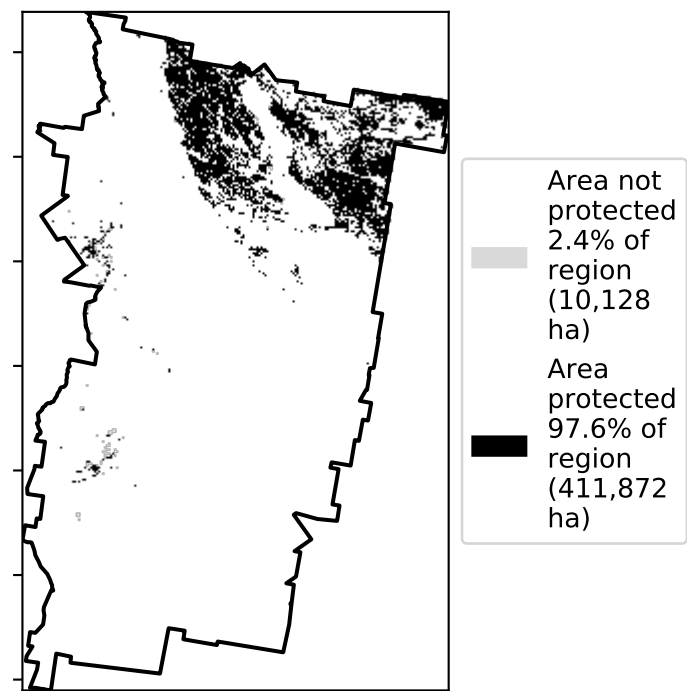 Area not
protected
2.4% of
region
(10,128
ha)
Area
protected
97.6% of
region
(411,872
ha)